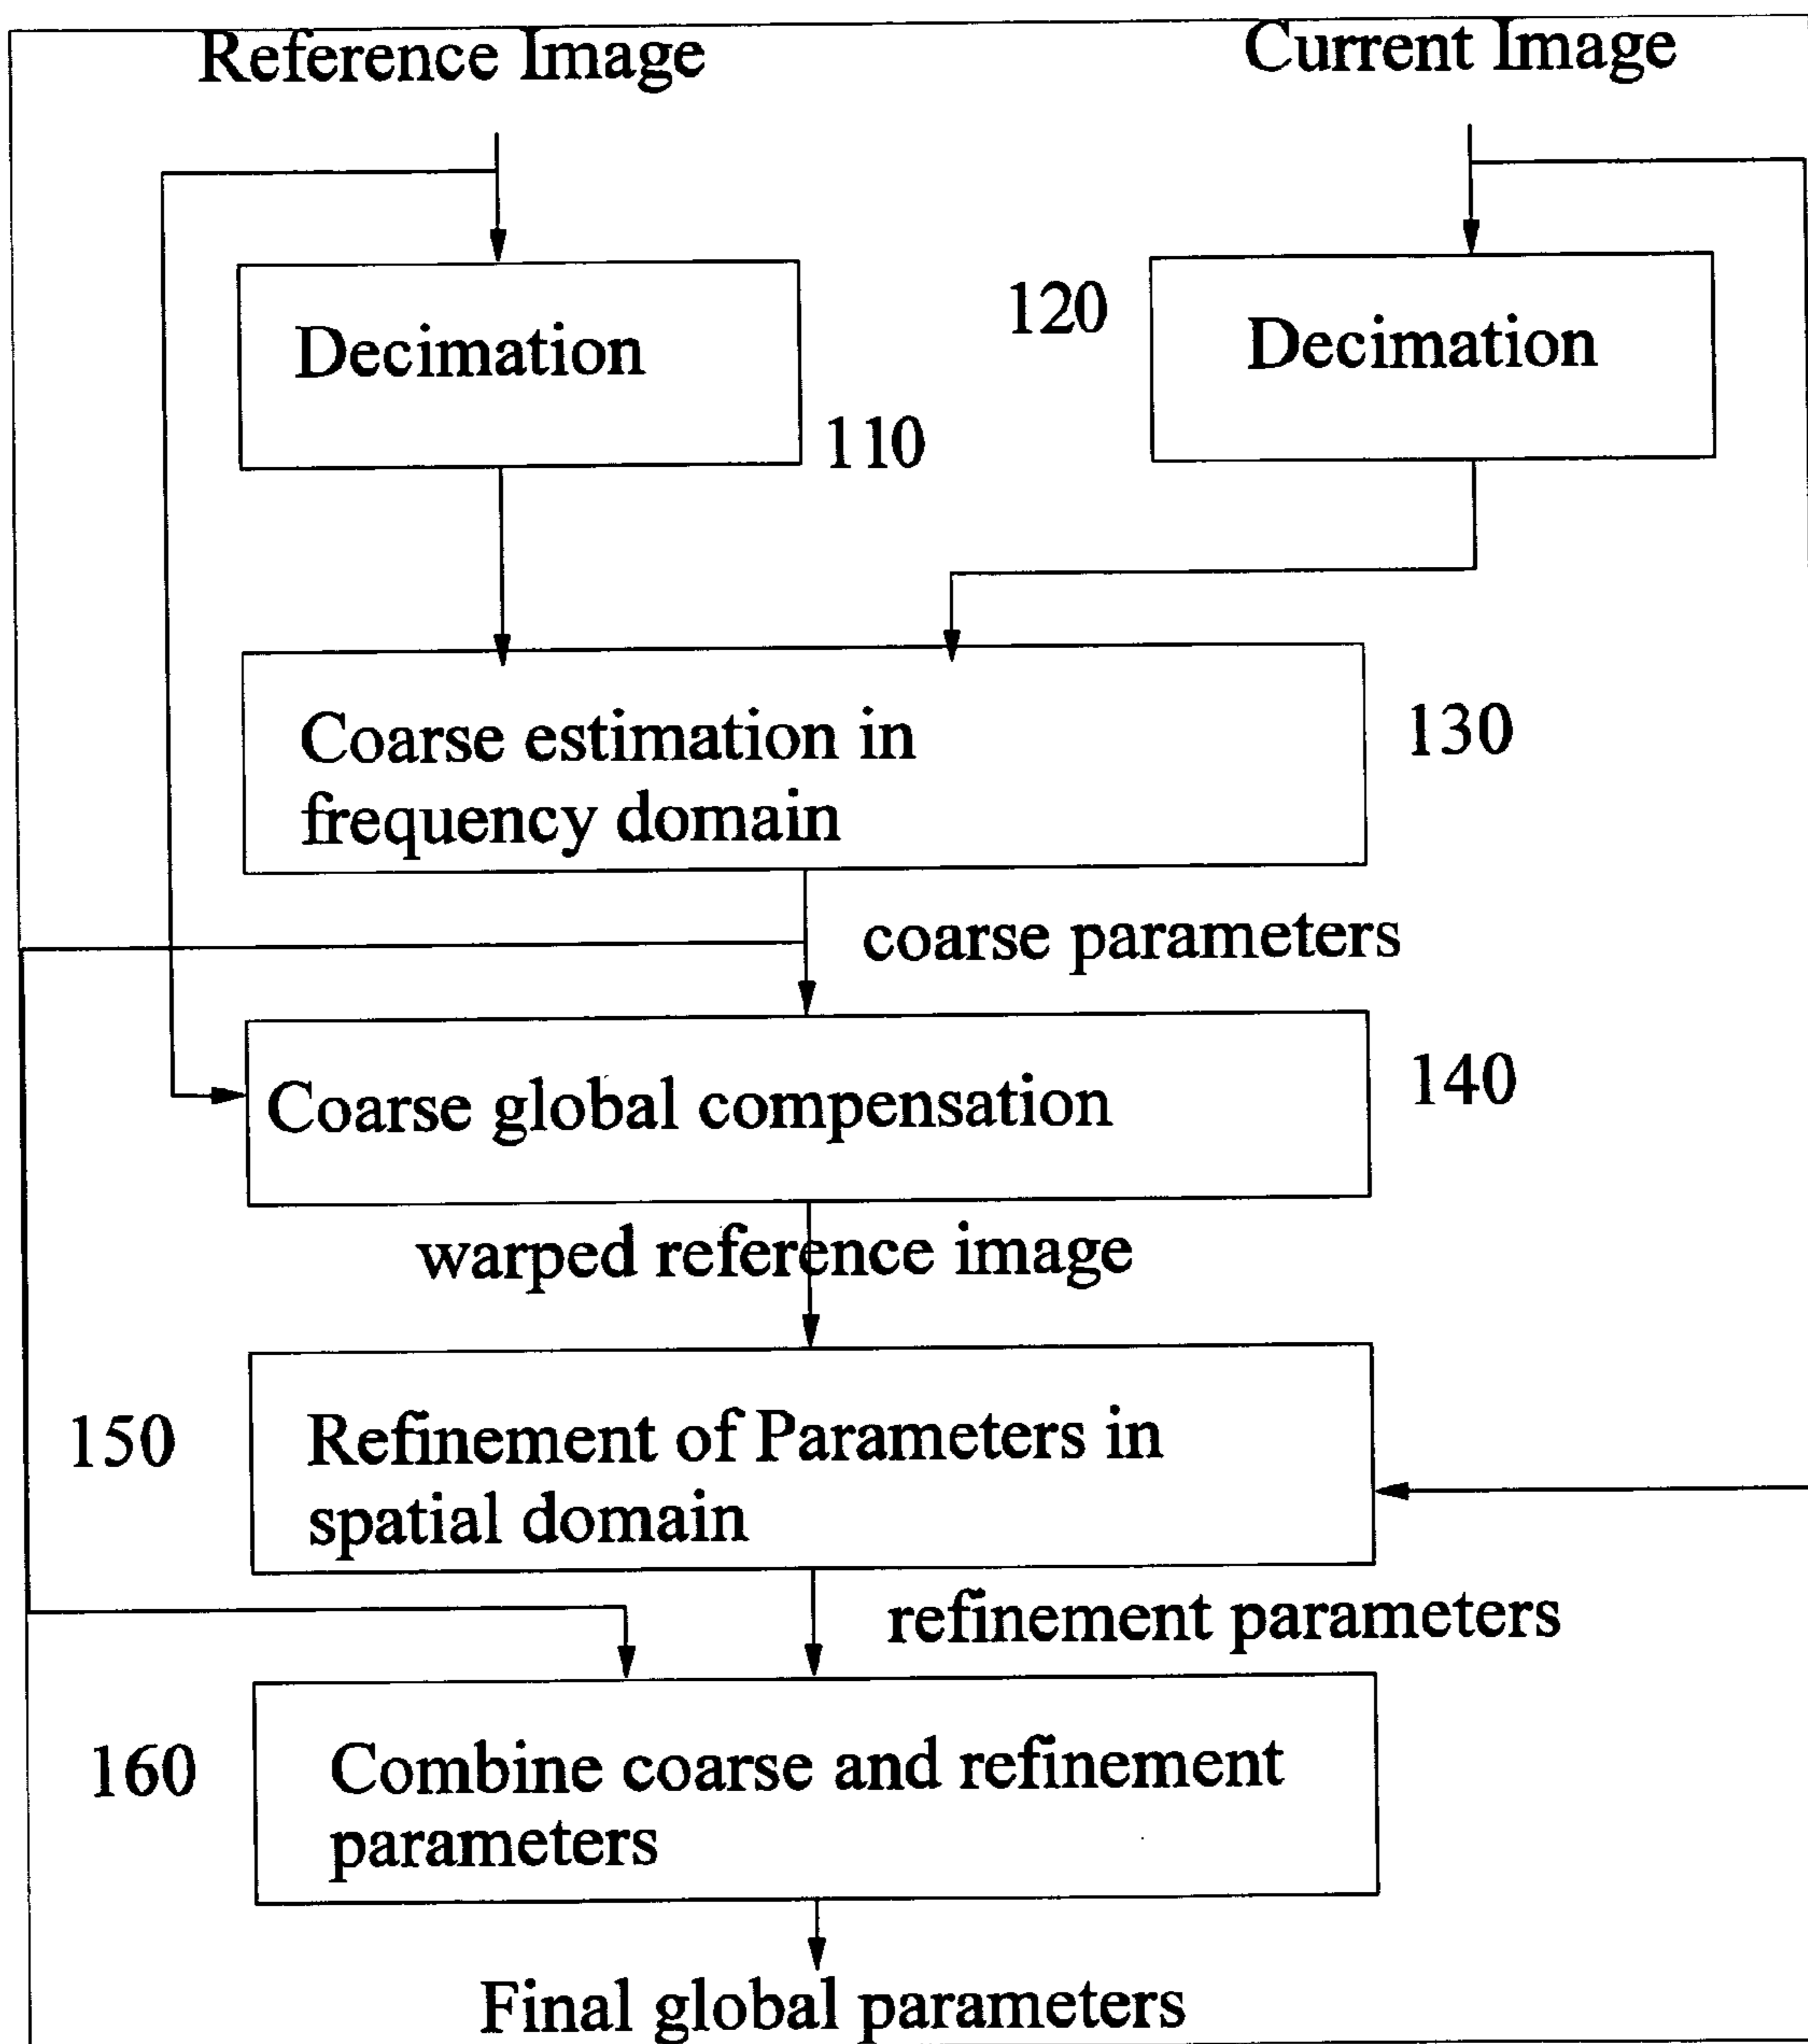 Reference Image
Current Image
Decimation
110
120
Decimation
Coarse estimation in
frequency domain
130
coarse parameters
Coarse global compensation
140
warped reference image
150
Refinement of Parameters in
spatial domain
refinement parameters
160
Combine coarse and refinement
parameters
Final global parameters